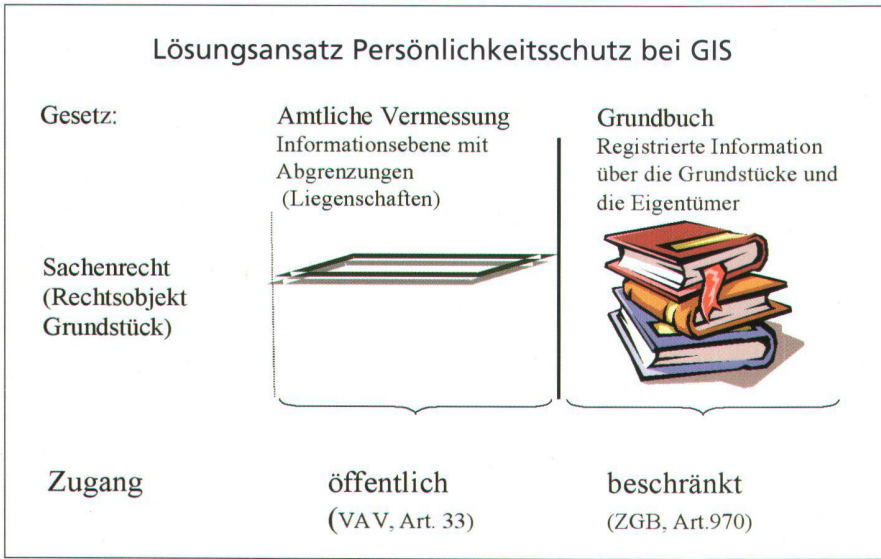 Lösungsansatz Persönlichkeitsschutz bei GIS
Gesetz:
Amtliche Vermessung
Informationsebene mit
Abgrenzungen
(Liegenschaften)
Grundbuch
Registrierte Information
über die Grundstücke und
die Eigentümer
Sachenrecht
(Rechtsobjekt
Grundstück)
Zugang
öffentlich
(VAV, Art. 33)
beschränkt
(ZGB, Art.970)